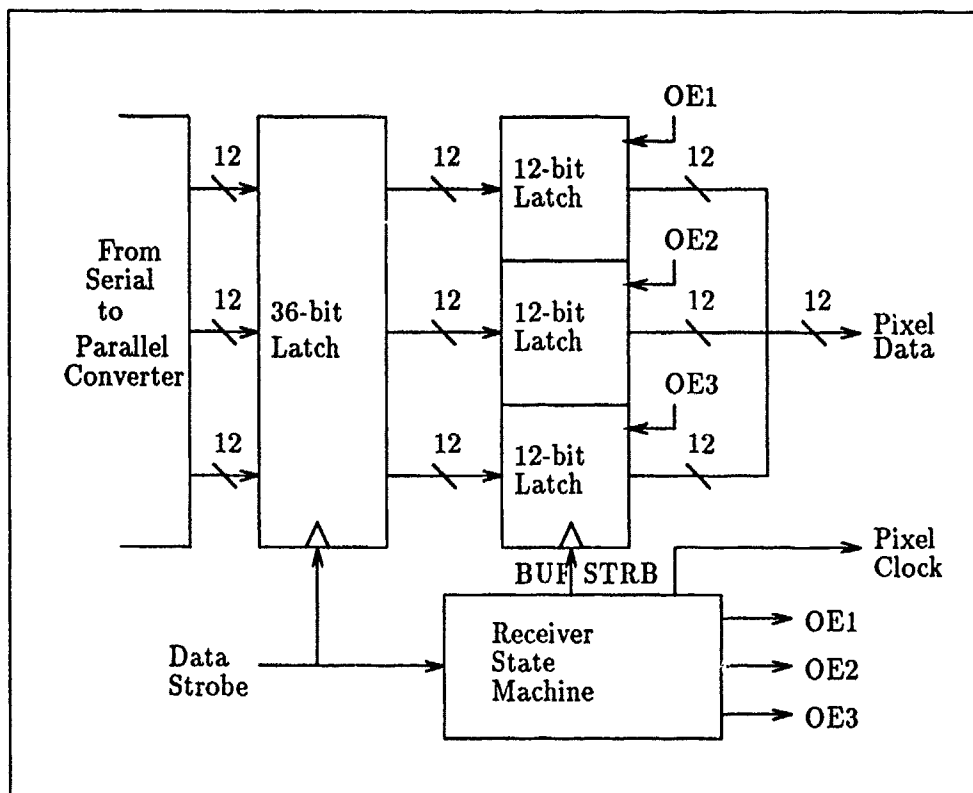 OE1
12
12
12-bit
Latch
12
From
Serial
to
Parallel
Converter
OE2
12
36-bit
Latch
12
12-bit
Latch
12
12
Pixel
Data
OE3
12
12
12-bit
Latch
12
BUF STRB
Pixel
Clock
Data
Strobe
Receiver
State
Machine
OE1
OE2
OE3